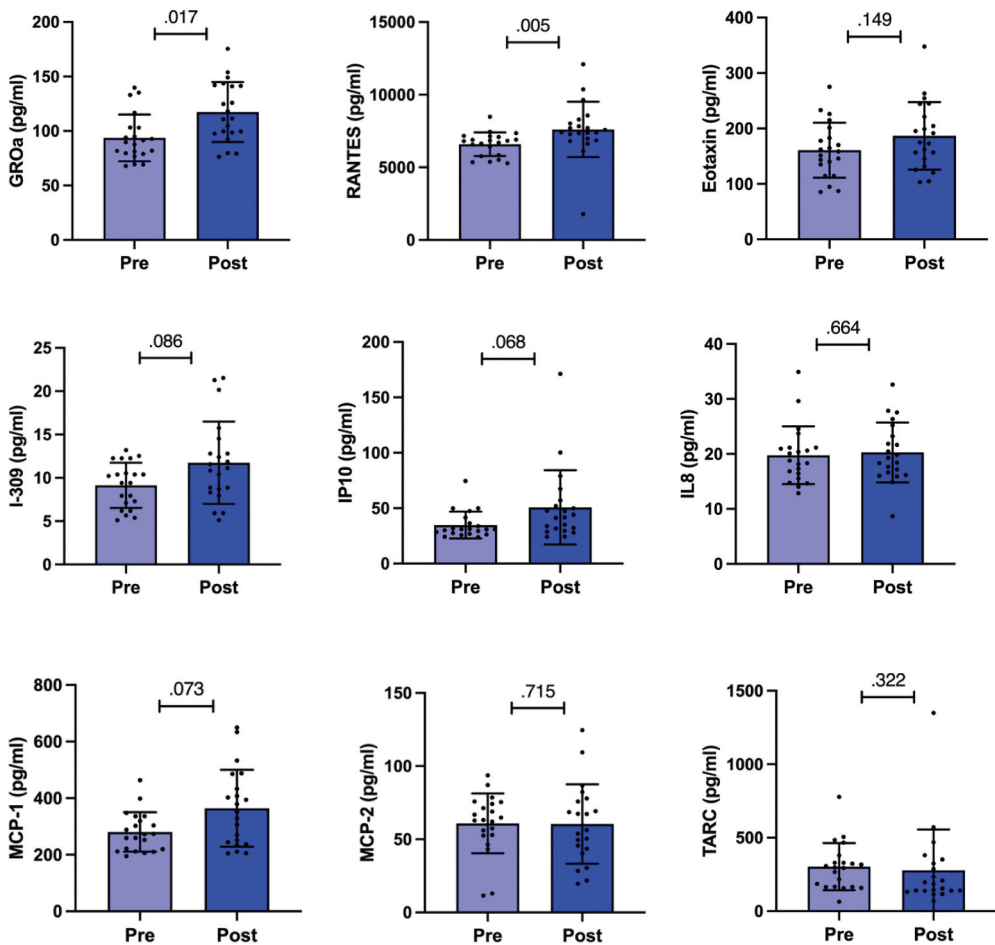 .017
GROa (pg/ml)
200
150
100
50
0
Pre Post
.005
RANTES (pg/ml)
15000
10000
5000
0
Pre Post
.149
Eotaxin (pg/ml)
400
300
200
100
0
Pre Post
.086
I-309 (pg/ml)
25
20
15
10
5
0
Pre Post
.068
IP10 (pg/ml)
200
150
100
50
0
Pre Post
.664
IL8 (pg/ml)
40
30
20
10
0
Pre Post
.073
MCP-1 (pg/ml)
800
600
400
200
0
Pre Post
.715
MCP-2 (pg/ml)
150
100
50
0
Pre Post
.322
TARC (pg/ml)
1500
1000
500
0
Pre Post